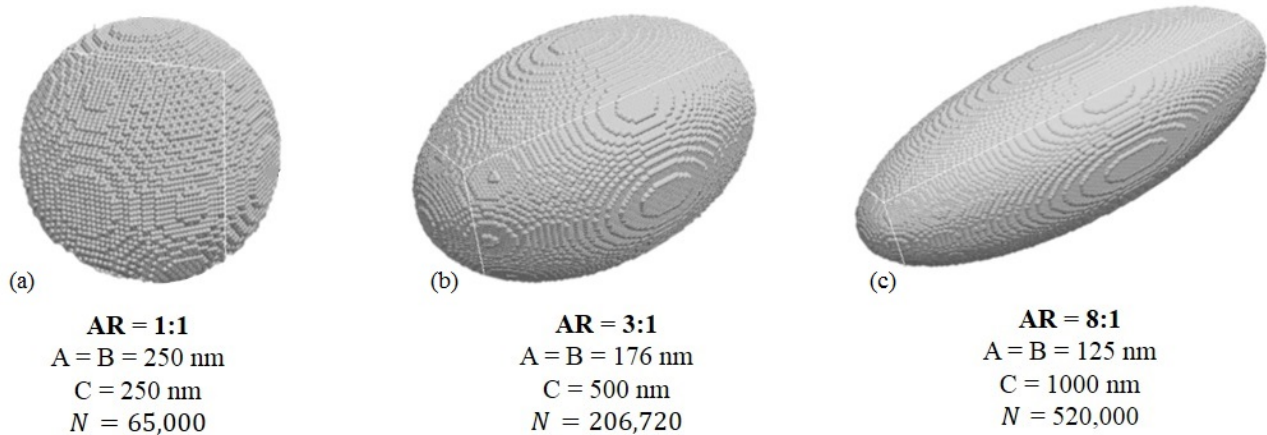 (a)
AR = 1:1
A = B = 250 nm
C = 250 nm
N = 65,000
(b)
AR = 3:1
A = B = 176 nm
C = 500 nm
N = 206,720
(c)
AR = 8:1
A = B = 125 nm
C = 1000 nm
N = 520,000